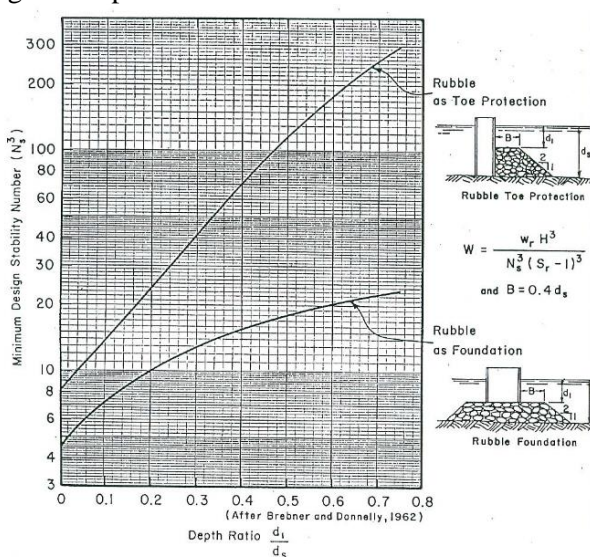 300
200
100
80
60
40
30
20
10
8
6
4
3
Minimum Design Stability Number (N_s^3)
0 0.1 0.2 0.3 0.4 0.5 0.6 0.7 0.8
(After Brebner and Donnelly, 1962)
Depth Ratio d_1/d_s
Rubble
as Toe Protection
B
d_1
d_s
2
1
Rubble Toe Protection
W = w_r H^3 / N_s^3 (S_r - 1)^3
and B = 0.4 d_s
Rubble
as Foundation
B
d_1
2
1
Rubble Foundation